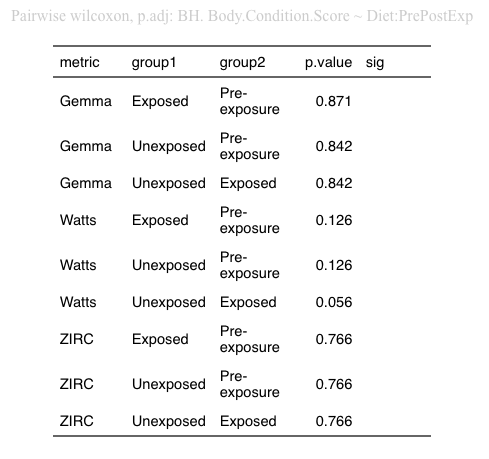 Pairwise wilcoxon, p.adj: BH. Body.Condition.Score ~ Diet:PrePostExp
metric group1 group2 p.value sig
Gemma Exposed Pre-exposure 0.871
Gemma Unexposed Pre-exposure 0.842
Gemma Unexposed Exposed 0.842
Watts Exposed Pre-exposure 0.126
Watts Unexposed Pre-exposure 0.126
Watts Unexposed Exposed 0.056
ZIRC Exposed Pre-exposure 0.766
ZIRC Unexposed Pre-exposure 0.766
ZIRC Unexposed Exposed 0.766